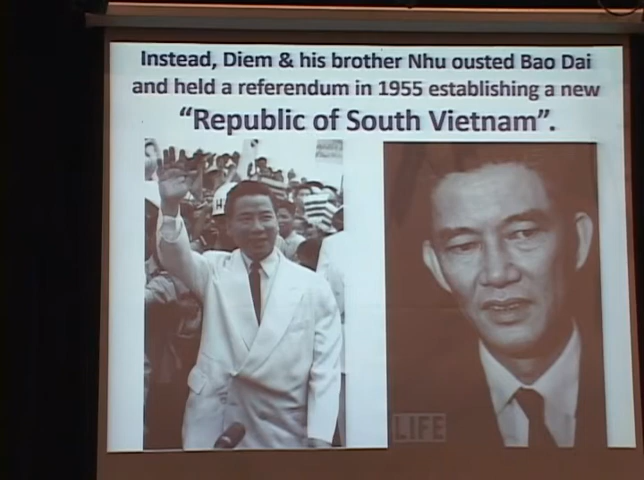 Instead, Diem & his brother Nhu ousted Bao Dai
and held a referendum in 1955 establishing a new
“Republic of South Vietnam”.
LIFE